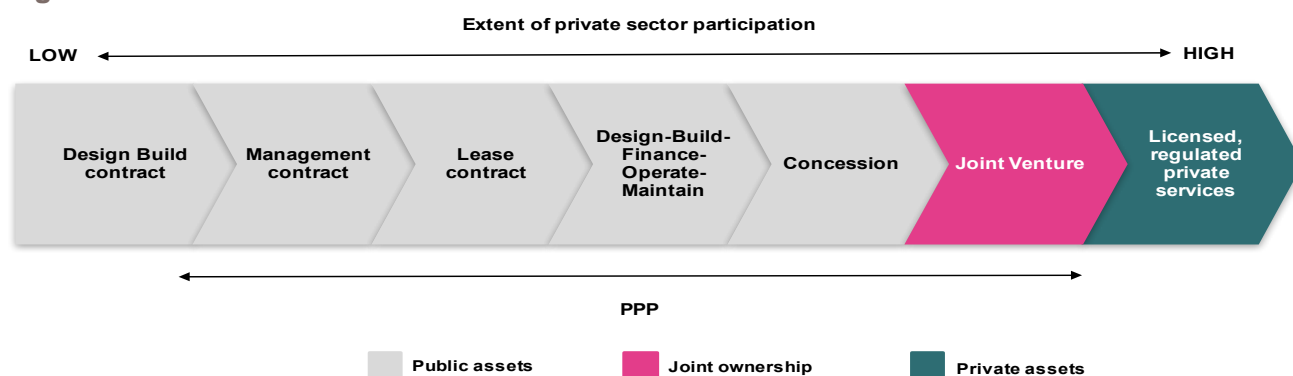 Extent of private sector participation
LOW
HIGH
Design Build
contract
Management
contract
Lease
contract
Design-Build-
Finance-
Operate-
Maintain
Concession
Joint Venture
Licensed,
regulated
private
services
PPP
Public assets
Joint ownership
Private assets